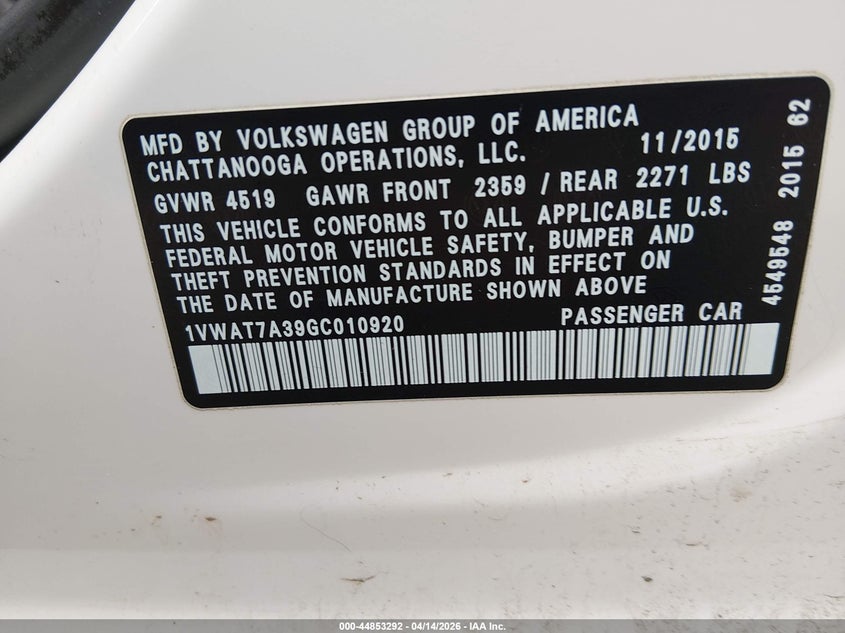 MFD BY VOLKSWAGEN GROUP OF AMERICA
CHATTANOOGA OPERATIONS, LLC. 11/2015
GVWR 4519 GAWR FRONT 2359 / REAR 2271 LBS
THIS VEHICLE CONFORMS TO ALL APPLICABLE U.S.
FEDERAL MOTOR VEHICLE SAFETY, BUMPER AND
THEFT PREVENTION STANDARDS IN EFFECT ON
THE DATE OF MANUFACTURE SHOWN ABOVE
1VWAT7A39GC010920 PASSENGER CAR
4549548 2015 62
000-44853292 - 04/14/2026 - IAA Inc.